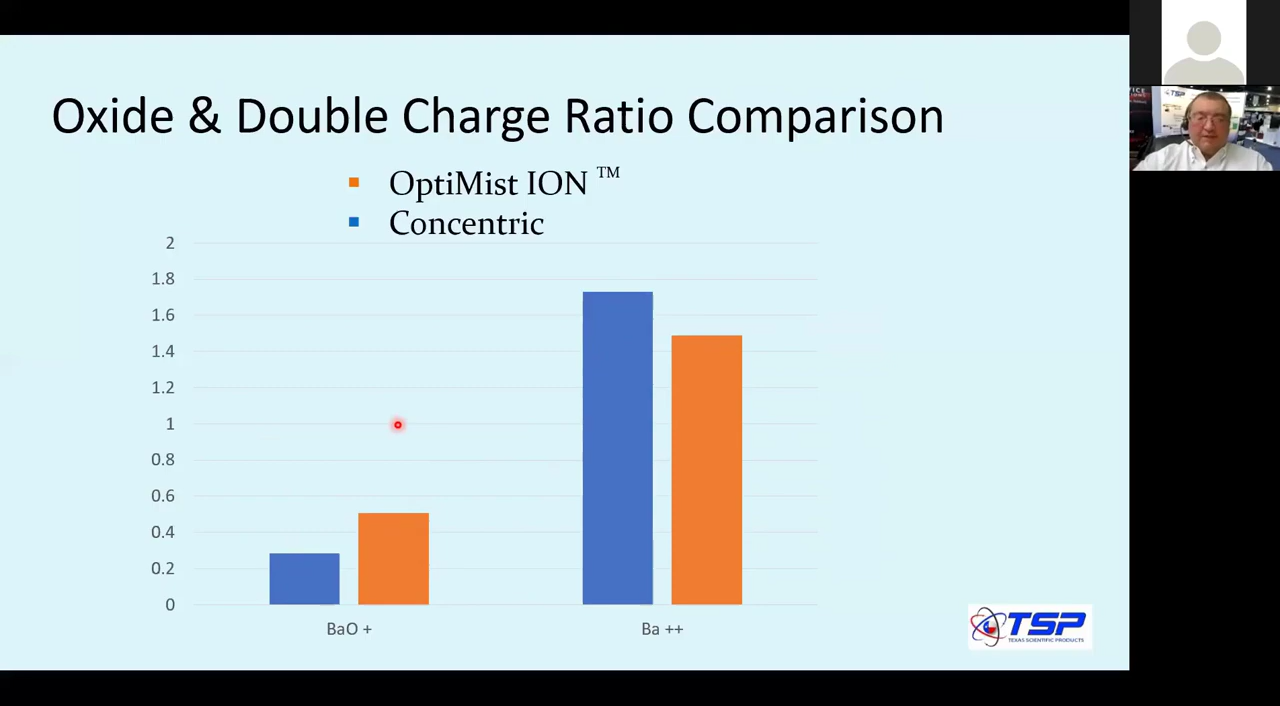 Oxide & Double Charge Ratio Comparison
OptiMist ION ™
Concentric
2
1.8
1.6
1.4
1.2
1
0.8
0.6
0.4
0.2
0
BaO +
Ba ++
TSP
TEXAS SCIENTIFIC PRODUCTS
TSP